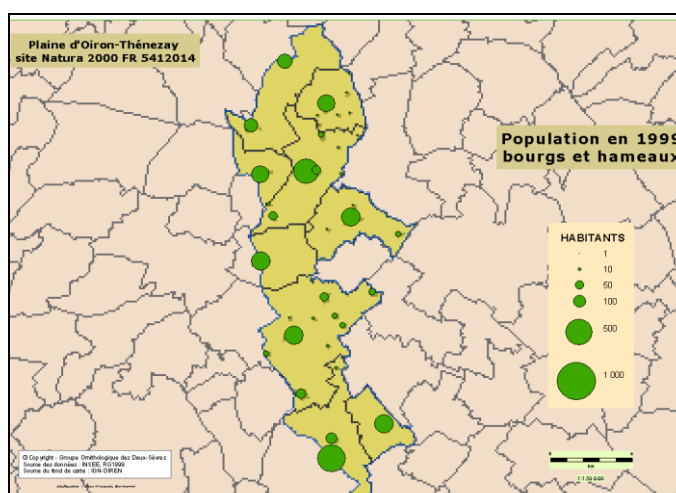 Plaine d'Oiron-Thénezay
site Natura 2000 FR 5412014
Population en 1999
bourgs et hameaux
HABITANTS
1
10
50
100
500
1 000
© Copyright - Groupe Ornithologique des Deux-Sèvres
Source des données : INSEE, RG1999
Source du fond de carte : IGN-DIREN